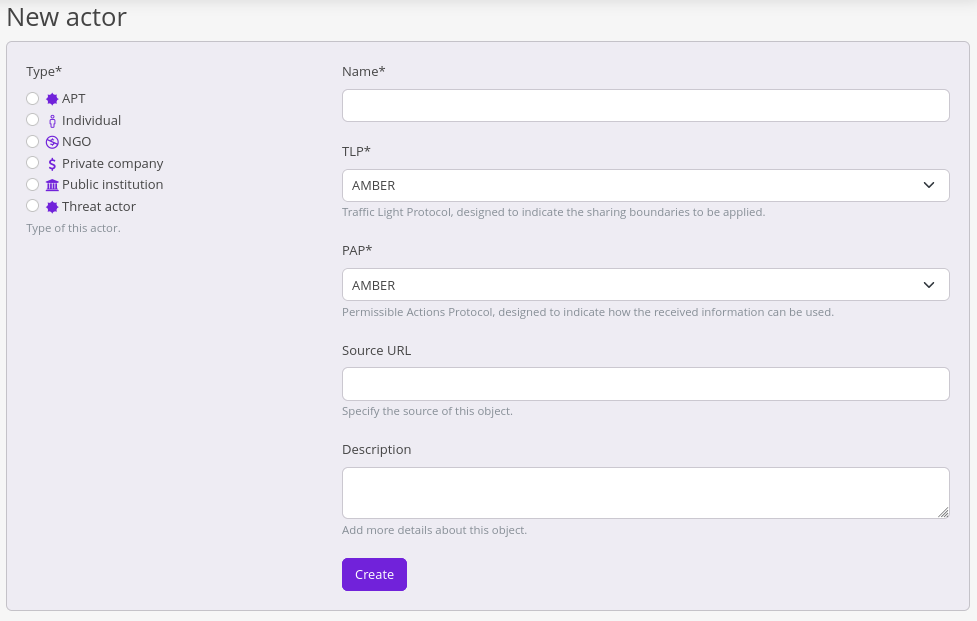 New actor
Type*
APT
Individual
NGO
Private company
Public institution
Threat actor
Type of this actor.
Name*
TLP*
AMBER
Traffic Light Protocol, designed to indicate the sharing boundaries to be applied.
PAP*
AMBER
Permissible Actions Protocol, designed to indicate how the received information can be used.
Source URL
Specify the source of this object.
Description
Add more details about this object.
Create